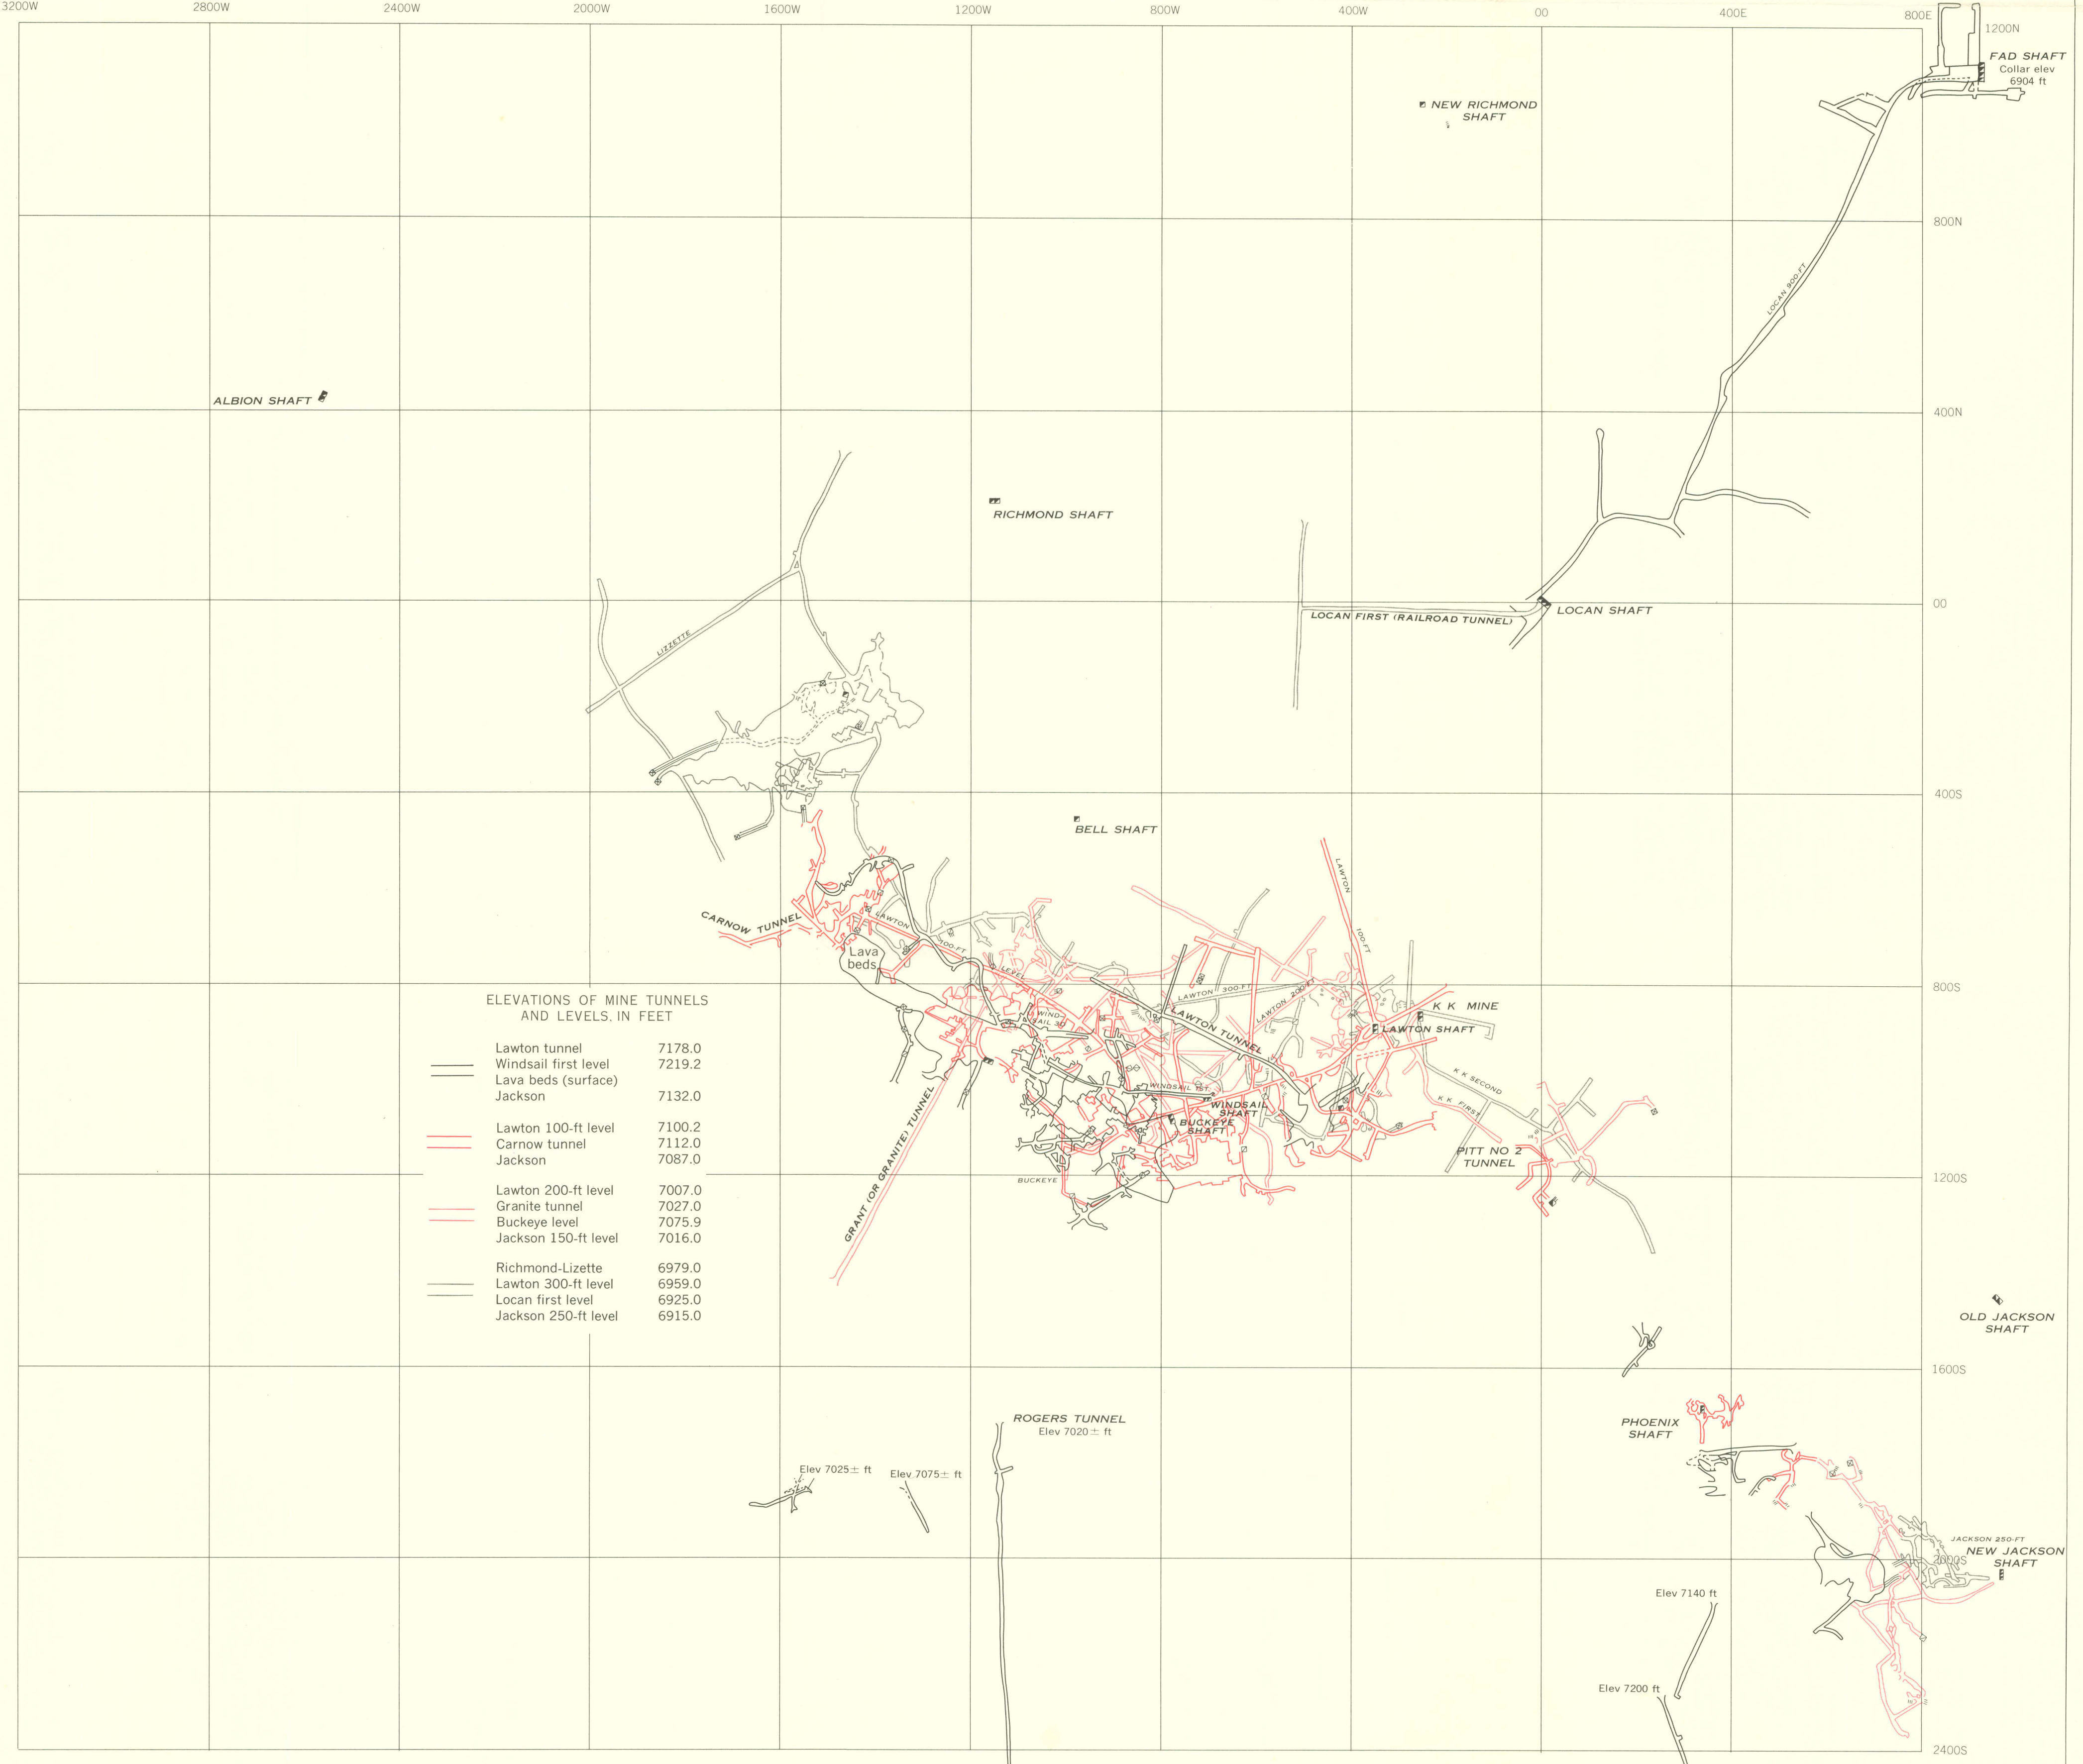 3200W 2800W 2400W 2000W 1600W 1200W 800W 400W 00 400E 800E
1200N
FAD SHAFT
Collar elev
6904 ft
NEW RICHMOND
SHAFT
800N
LOCAN 900-FT
ALBION SHAFT
400N
RICHMOND SHAFT
00
LOCAN SHAFT
LOCAN FIRST (RAILROAD TUNNEL)
LIZZETTE
400S
BELL SHAFT
LAWTON
100-FT
CARNOW TUNNEL
LAWTON
100-FT
LEVEL
Lava
beds
800S
LAWTON 300-FT
LAWTON 200-FT
WIND-
SAIL 3D
LAWTON TUNNEL
K K MINE
LAWTON SHAFT
K K SECOND
K K FIRST
WINDSAIL 1ST
WINDSAIL
SHAFT
BUCKEYE
SHAFT
PITT NO 2
TUNNEL
BUCKEYE
1200S
GRANT (OR GRANITE) TUNNEL
ELEVATIONS OF MINE TUNNELS
AND LEVELS, IN FEET
Lawton tunnel 7178.0
Windsail first level 7219.2
Lava beds (surface)
Jackson 7132.0
Lawton 100-ft level 7100.2
Carnow tunnel 7112.0
Jackson 7087.0
Lawton 200-ft level 7007.0
Granite tunnel 7027.0
Buckeye level 7075.9
Jackson 150-ft level 7016.0
Richmond-Lizette 6979.0
Lawton 300-ft level 6959.0
Locan first level 6925.0
Jackson 250-ft level 6915.0
OLD JACKSON
SHAFT
1600S
ROGERS TUNNEL
Elev 7020± ft
PHOENIX
SHAFT
Elev 7025± ft
Elev 7075± ft
JACKSON 250-FT
NEW JACKSON
SHAFT
2000S
Elev 7140 ft
Elev 7200 ft
2400S